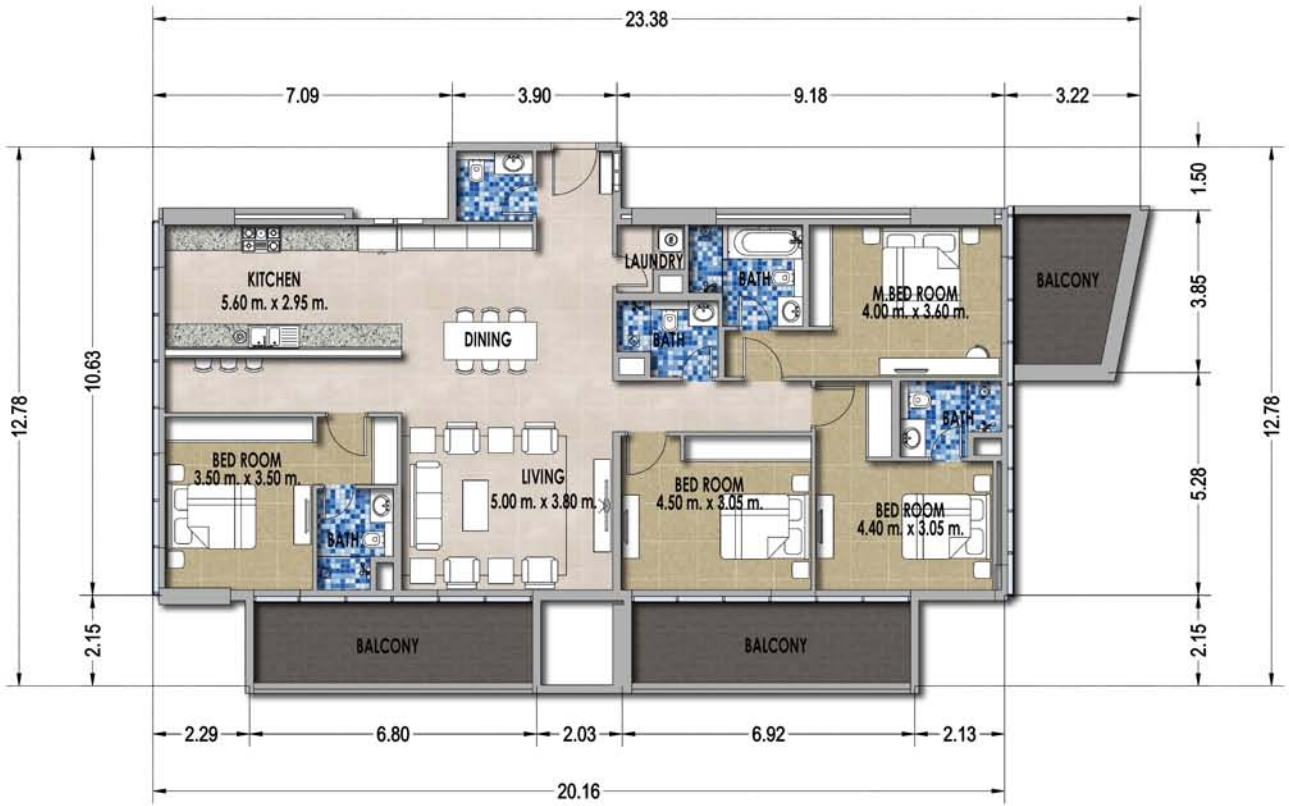 23.38
7.09
3.90
9.18
3.22
12.78
10.63
2.15
1.50
3.85
5.28
2.15
12.78
KITCHEN
5.60 m. x 2.95 m.
LAUNDRY
BATH
M.BED ROOM
4.00 m. x 3.60 m.
BALCONY
DINING
BATH
BATH
BED ROOM
3.50 m. x 3.50 m.
LIVING
5.00 m. x 3.80 m.
BED ROOM
4.50 m. x 3.05 m.
BED ROOM
4.40 m. x 3.05 m.
BATH
BALCONY
BALCONY
2.29
6.80
2.03
6.92
2.13
20.16